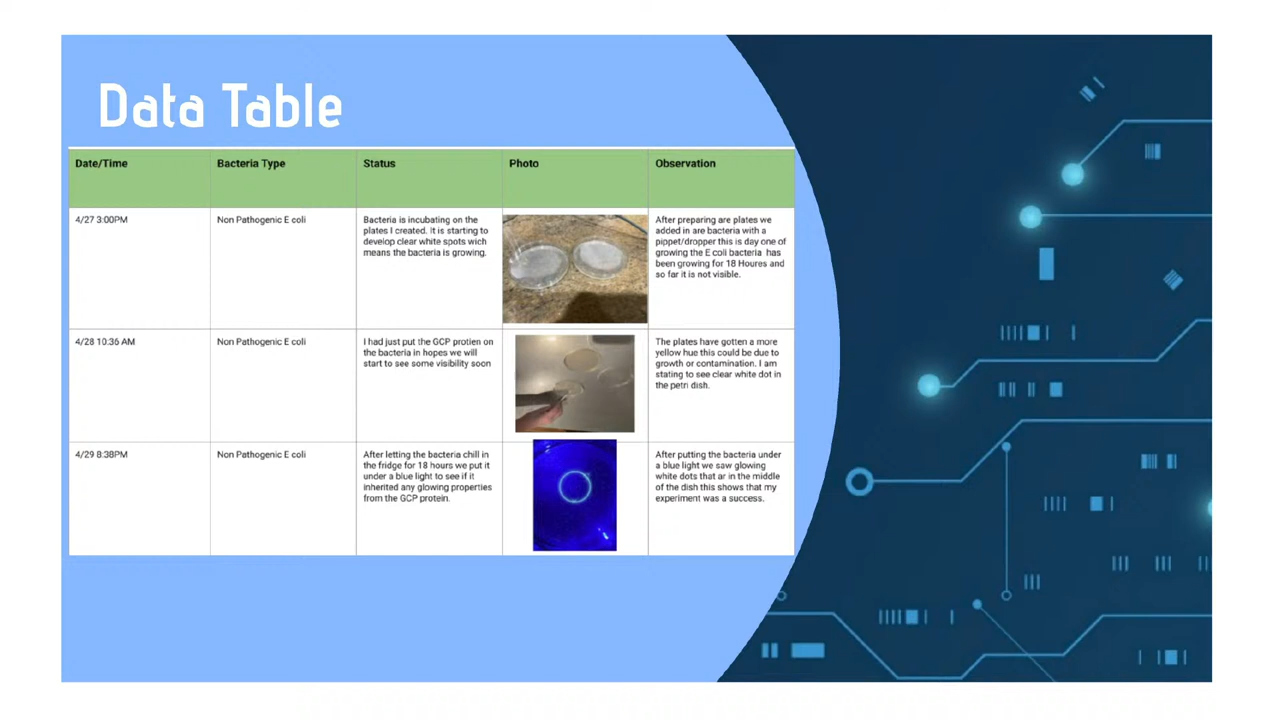 Data Table
Date/Time
Bacteria Type
Status
Photo
Observation
4/27 3:00PM
Non Pathogenic E coli
Bacteria is incubating on the
plates I created. It is starting to
develop clear white spots wich
means the bacteria is growing.
After preparing are plates we
added in are bacteria with a
pippet/dropper this is day one of
growing the E coli bacteria has
been growing for 18 Houres and
so far it is not visible.
4/28 10:36 AM
Non Pathogenic E coli
I had just put the GCP protien on
the bacteria in hopes we will
start to see some visibility soon
The plates have gotten a more
yellow hue this could be due to
growth or contamination. I am
stating to see clear white dot in
the petri dish.
4/29 8:38PM
Non Pathogenic E coli
After letting the bacteria chill in
the fridge for 18 hours we put it
under a blue light to see if it
inherited any glowing properties
from the GCP protein.
After putting the bacteria under
a blue light we saw glowing
white dots that ar in the middle
of the dish this shows that my
experiment was a success.